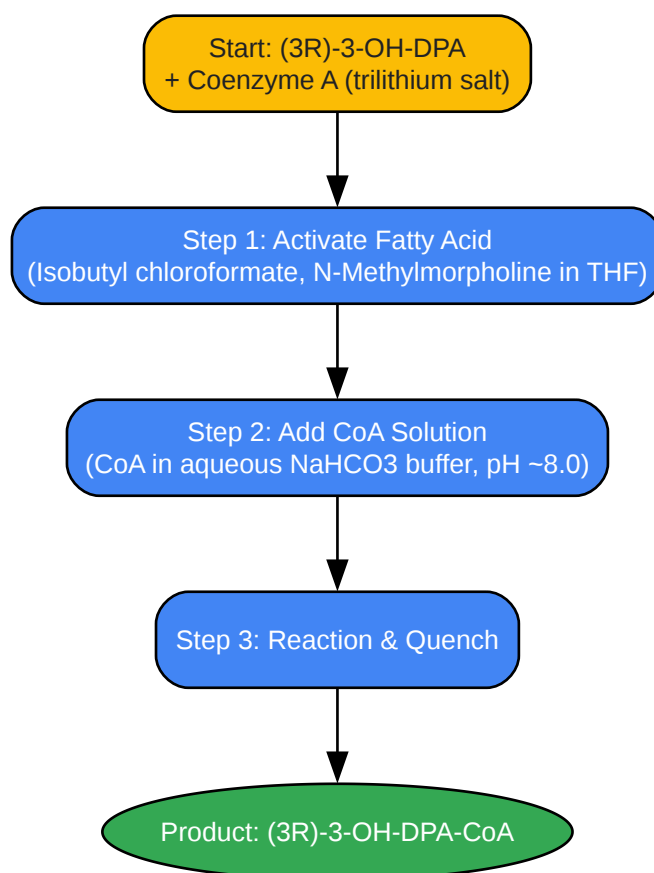 Start: (3R)-3-OH-DPA
+ Coenzyme A (trilithium salt)
Step 1: Activate Fatty Acid
(Isobutyl chloroformate, N-Methylmorpholine in THF)
Step 2: Add CoA Solution
(CoA in aqueous NaHCO3 buffer, pH ~8.0)
Step 3: Reaction & Quench
Product: (3R)-3-OH-DPA-CoA